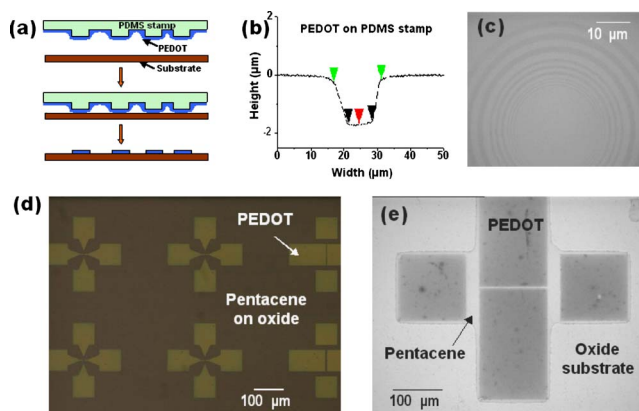 (a)
PDMS stamp
PEDOT
Substrate
(b)
PEDOT on PDMS stamp
Height (µm)
0
-1
-2
0 10 20 30 40 50
Width (µm)
(c)
10 µm
(d)
PEDOT
Pentacene
on oxide
100 µm
(e)
PEDOT
Pentacene
Oxide
substrate
100 µm